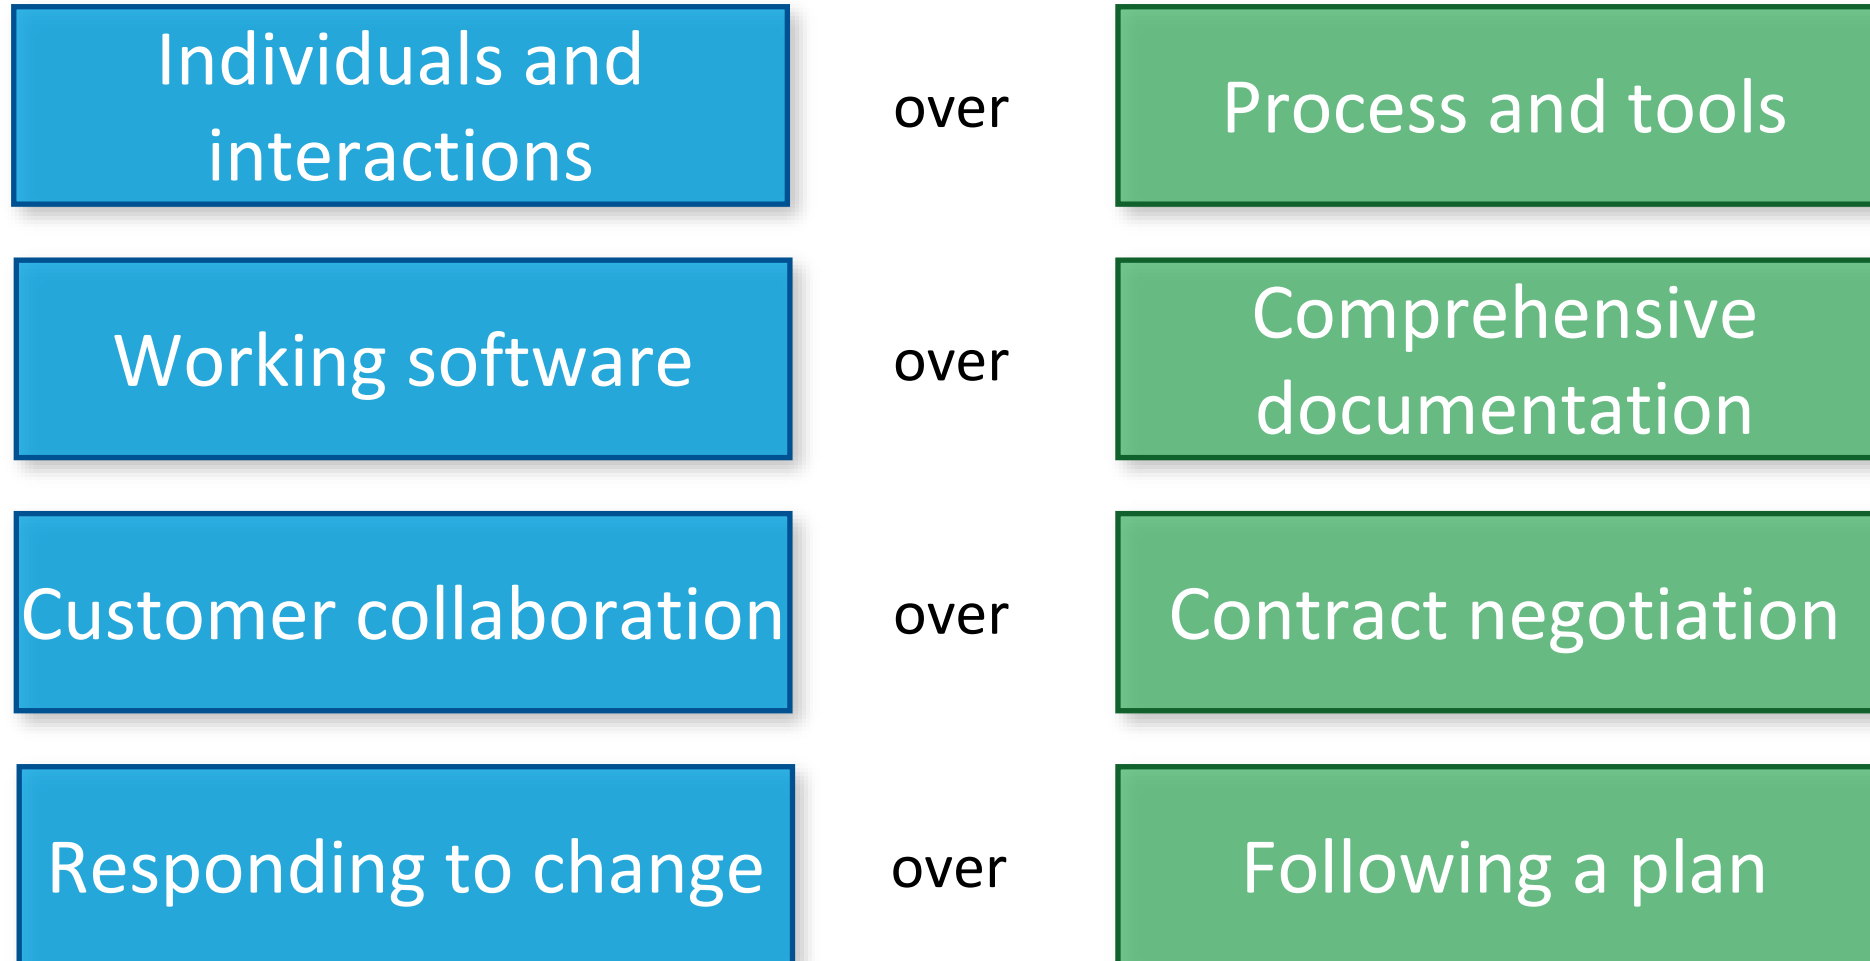 Individuals and
interactions
over
Process and tools
Working software
over
Comprehensive
documentation
Customer collaboration
over
Contract negotiation
Responding to change
over
Following a plan